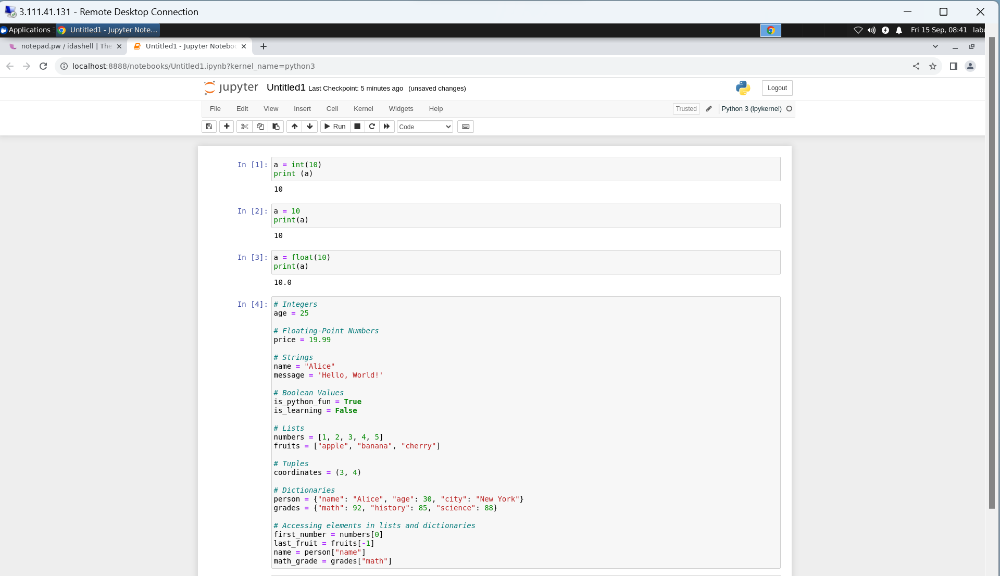 3.111.41.131 - Remote Desktop Connection
Applications
Untitled1 - Jupyter Note...
Fri 15 Sep, 08:41 labu
notepad.pw / idashell | The
Untitled1 - Jupyter Notebo
localhost:8888/notebooks/Untitled1.ipynb?kernel_name=python3
jupyter Untitled1 Last Checkpoint: 5 minutes ago (unsaved changes)
Logout
File Edit View Insert Cell Kernel Widgets Help
Trusted
Python 3 (ipykernel)
Run
Code
In [1]: a = int(10)
print (a)
10
In [2]: a = 10
print(a)
10
In [3]: a = float(10)
print(a)
10.0
In [4]: # Integers
age = 25
# Floating-Point Numbers
price = 19.99
# Strings
name = "Alice"
message = 'Hello, World!'
# Boolean Values
is_python_fun = True
is_learning = False
# Lists
numbers = [1, 2, 3, 4, 5]
fruits = ["apple", "banana", "cherry"]
# Tuples
coordinates = (3, 4)
# Dictionaries
person = {"name": "Alice", "age": 30, "city": "New York"}
grades = {"math": 92, "history": 85, "science": 88}
# Accessing elements in lists and dictionaries
first_number = numbers[0]
last_fruit = fruits[-1]
name = person["name"]
math_grade = grades["math"]